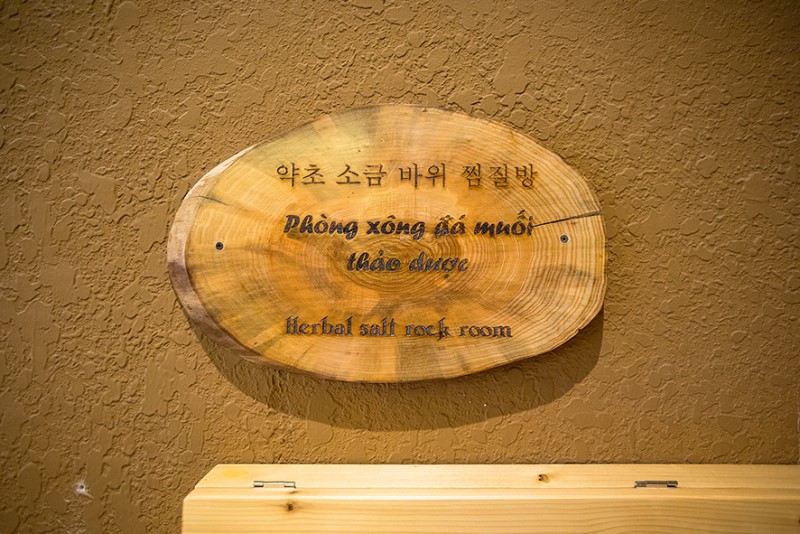 약초 소금 바위 찜질방
Phòng xông đá muối
thảo dược
Herbal salt rock room